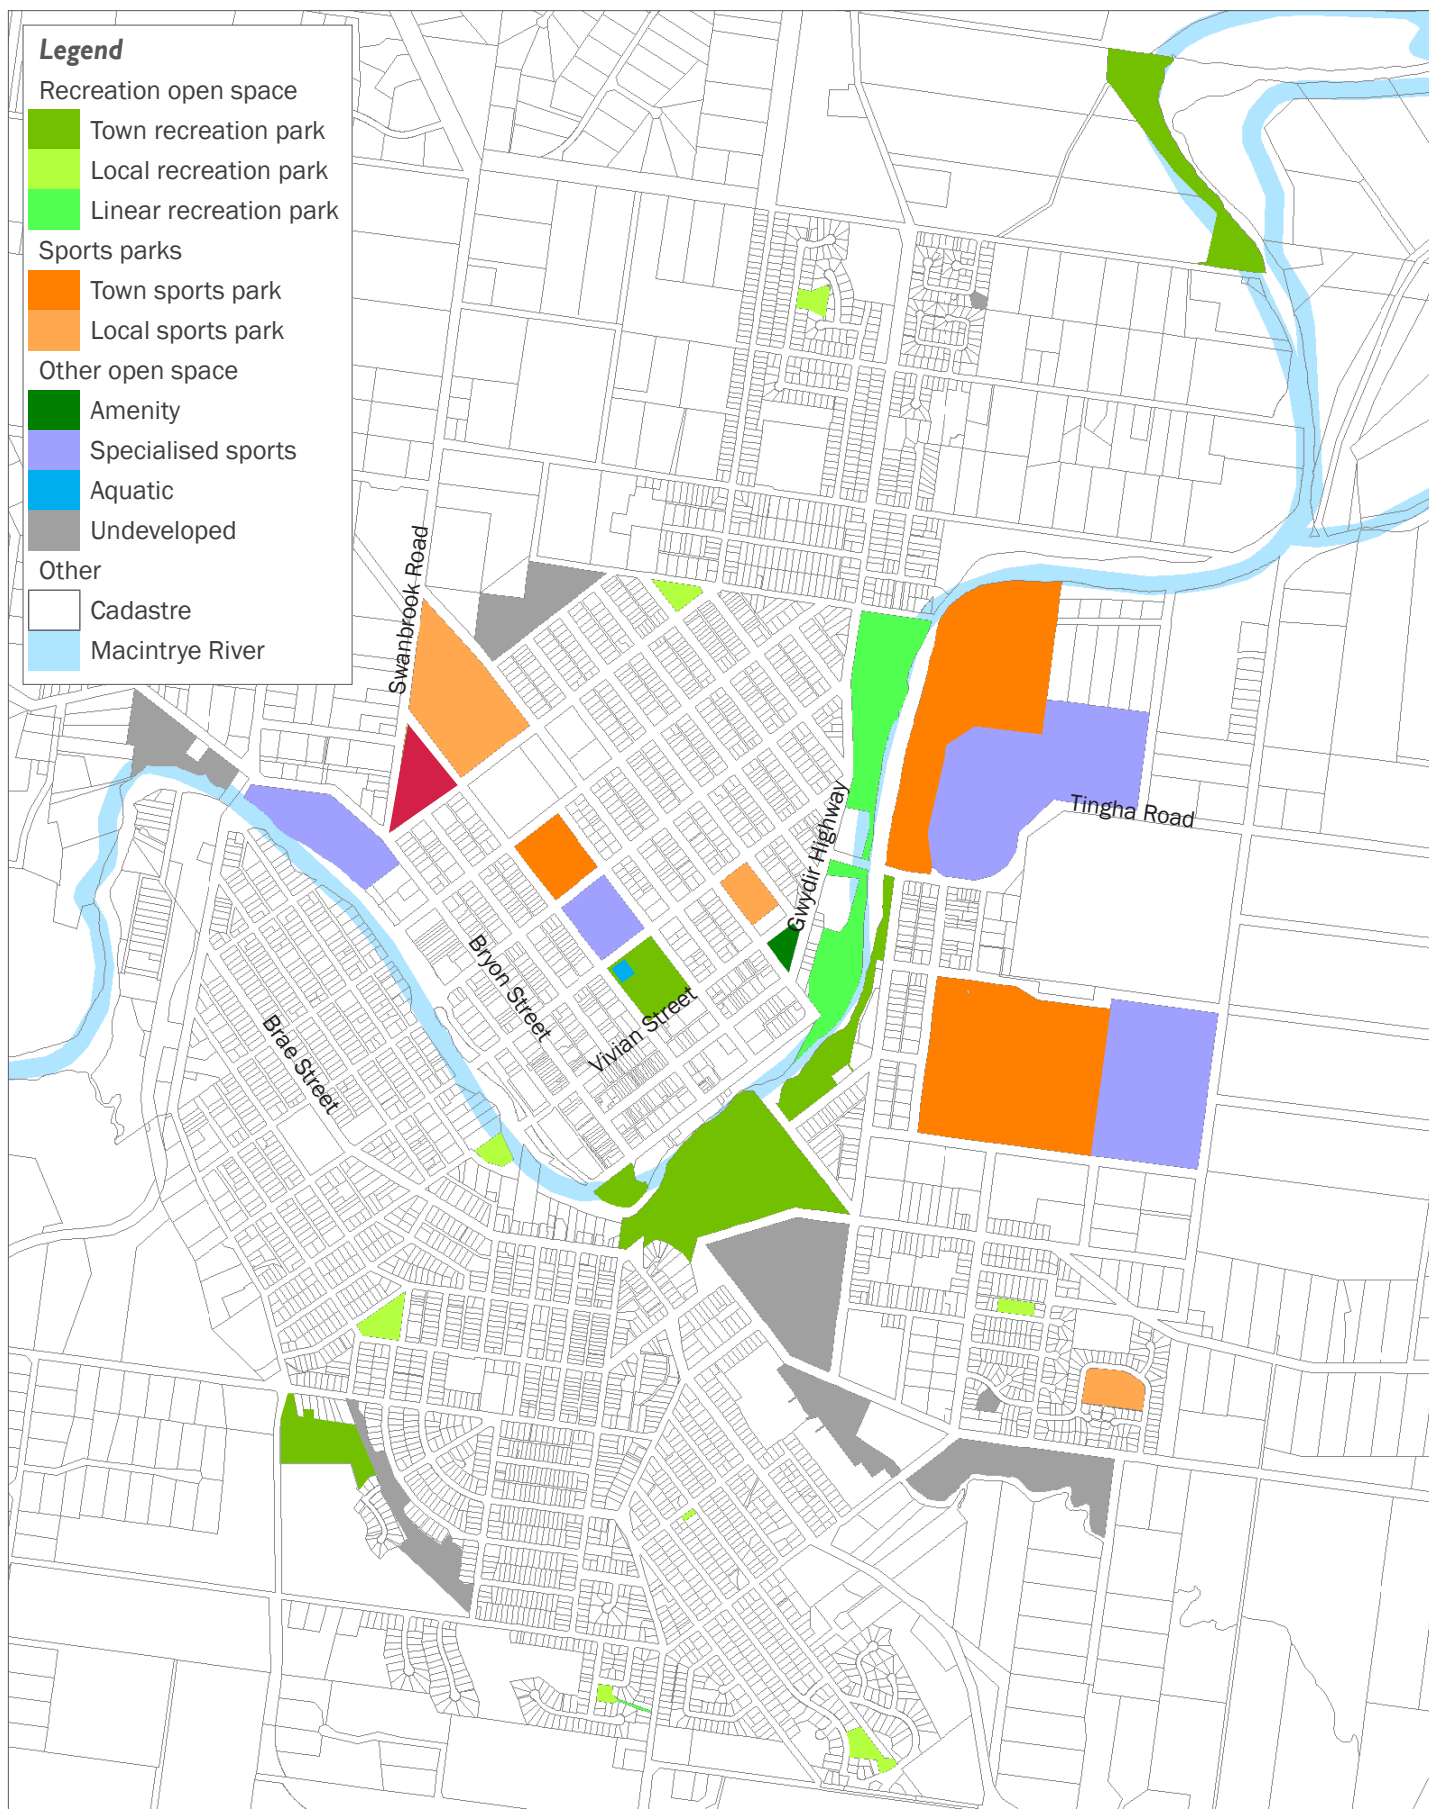 Legend
Recreation open space
Town recreation park
Local recreation park
Linear recreation park
Sports parks
Town sports park
Local sports park
Other open space
Amenity
Specialised sports
Aquatic
Undeveloped
Other
Cadastre
Macintrye River
Swanbrook Road
Gwydir Highway
Tingha Road
Bryon Street
Vivian Street
Brae Street